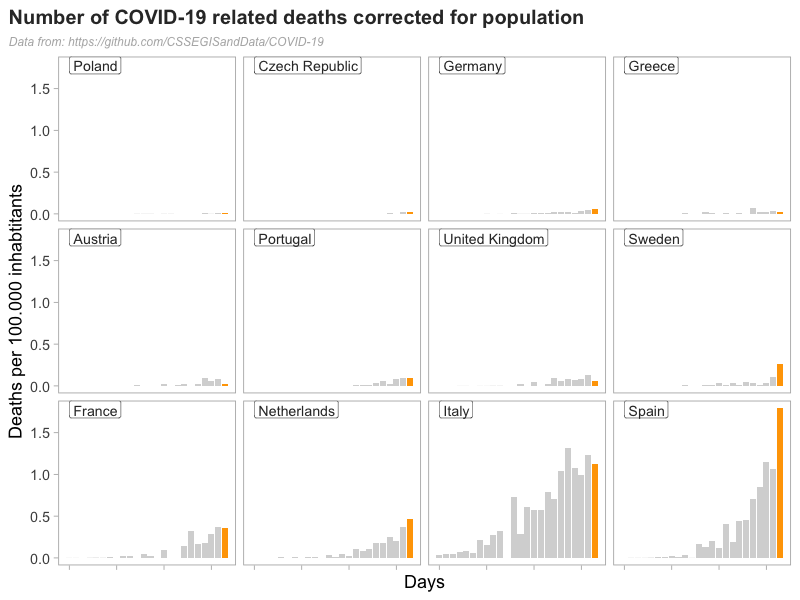 Number of COVID-19 related deaths corrected for population
Data from: https://github.com/CSSEGISandData/COVID-19
Deaths per 100.000 inhabtitants
Poland
Czech Republic
Germany
Greece
1.5
1.0
0.5
0.0
Austria
Portugal
United Kingdom
Sweden
1.5
1.0
0.5
0.0
France
Netherlands
Italy
Spain
1.5
1.0
0.5
0.0
Days